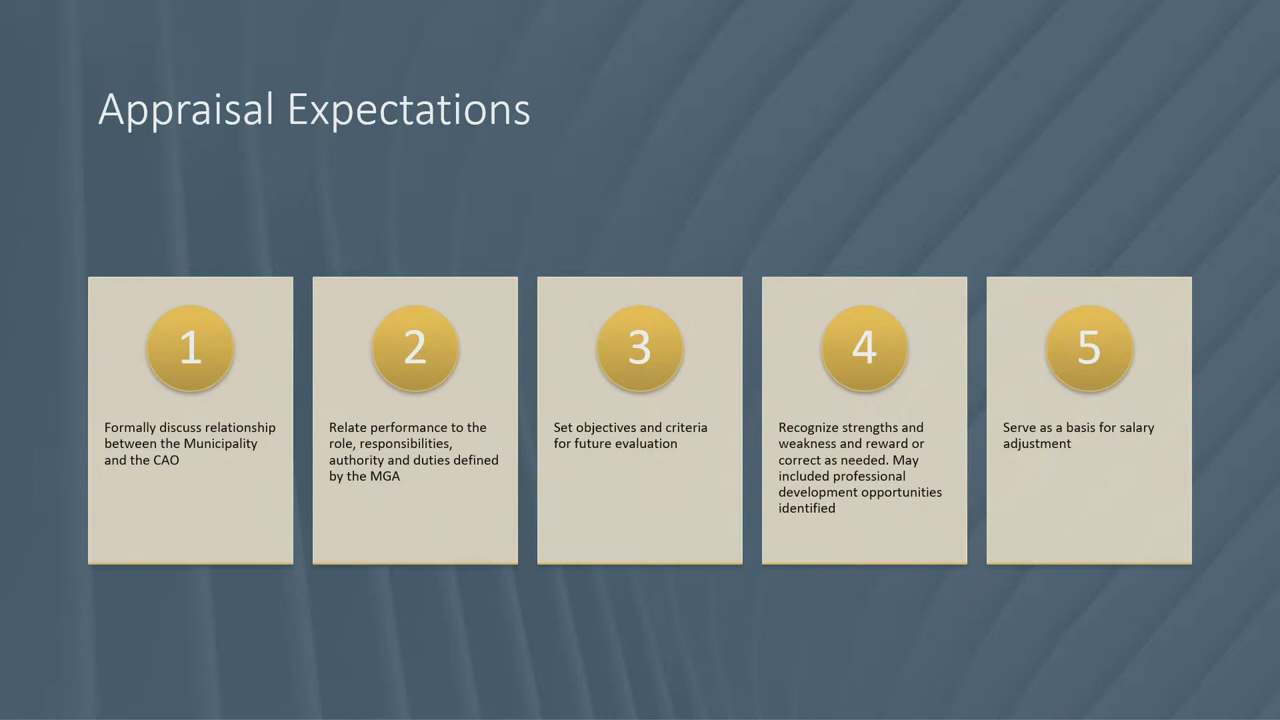 Appraisal Expectations
1
Formally discuss relationship
between the Municipality
and the CAO
2
Relate performance to the
role, responsibilities,
authority and duties defined
by the MGA
3
Set objectives and criteria
for future evaluation
4
Recognize strengths and
weakness and reward or
correct as needed. May
included professional
development opportunities
identified
5
Serve as a basis for salary
adjustment